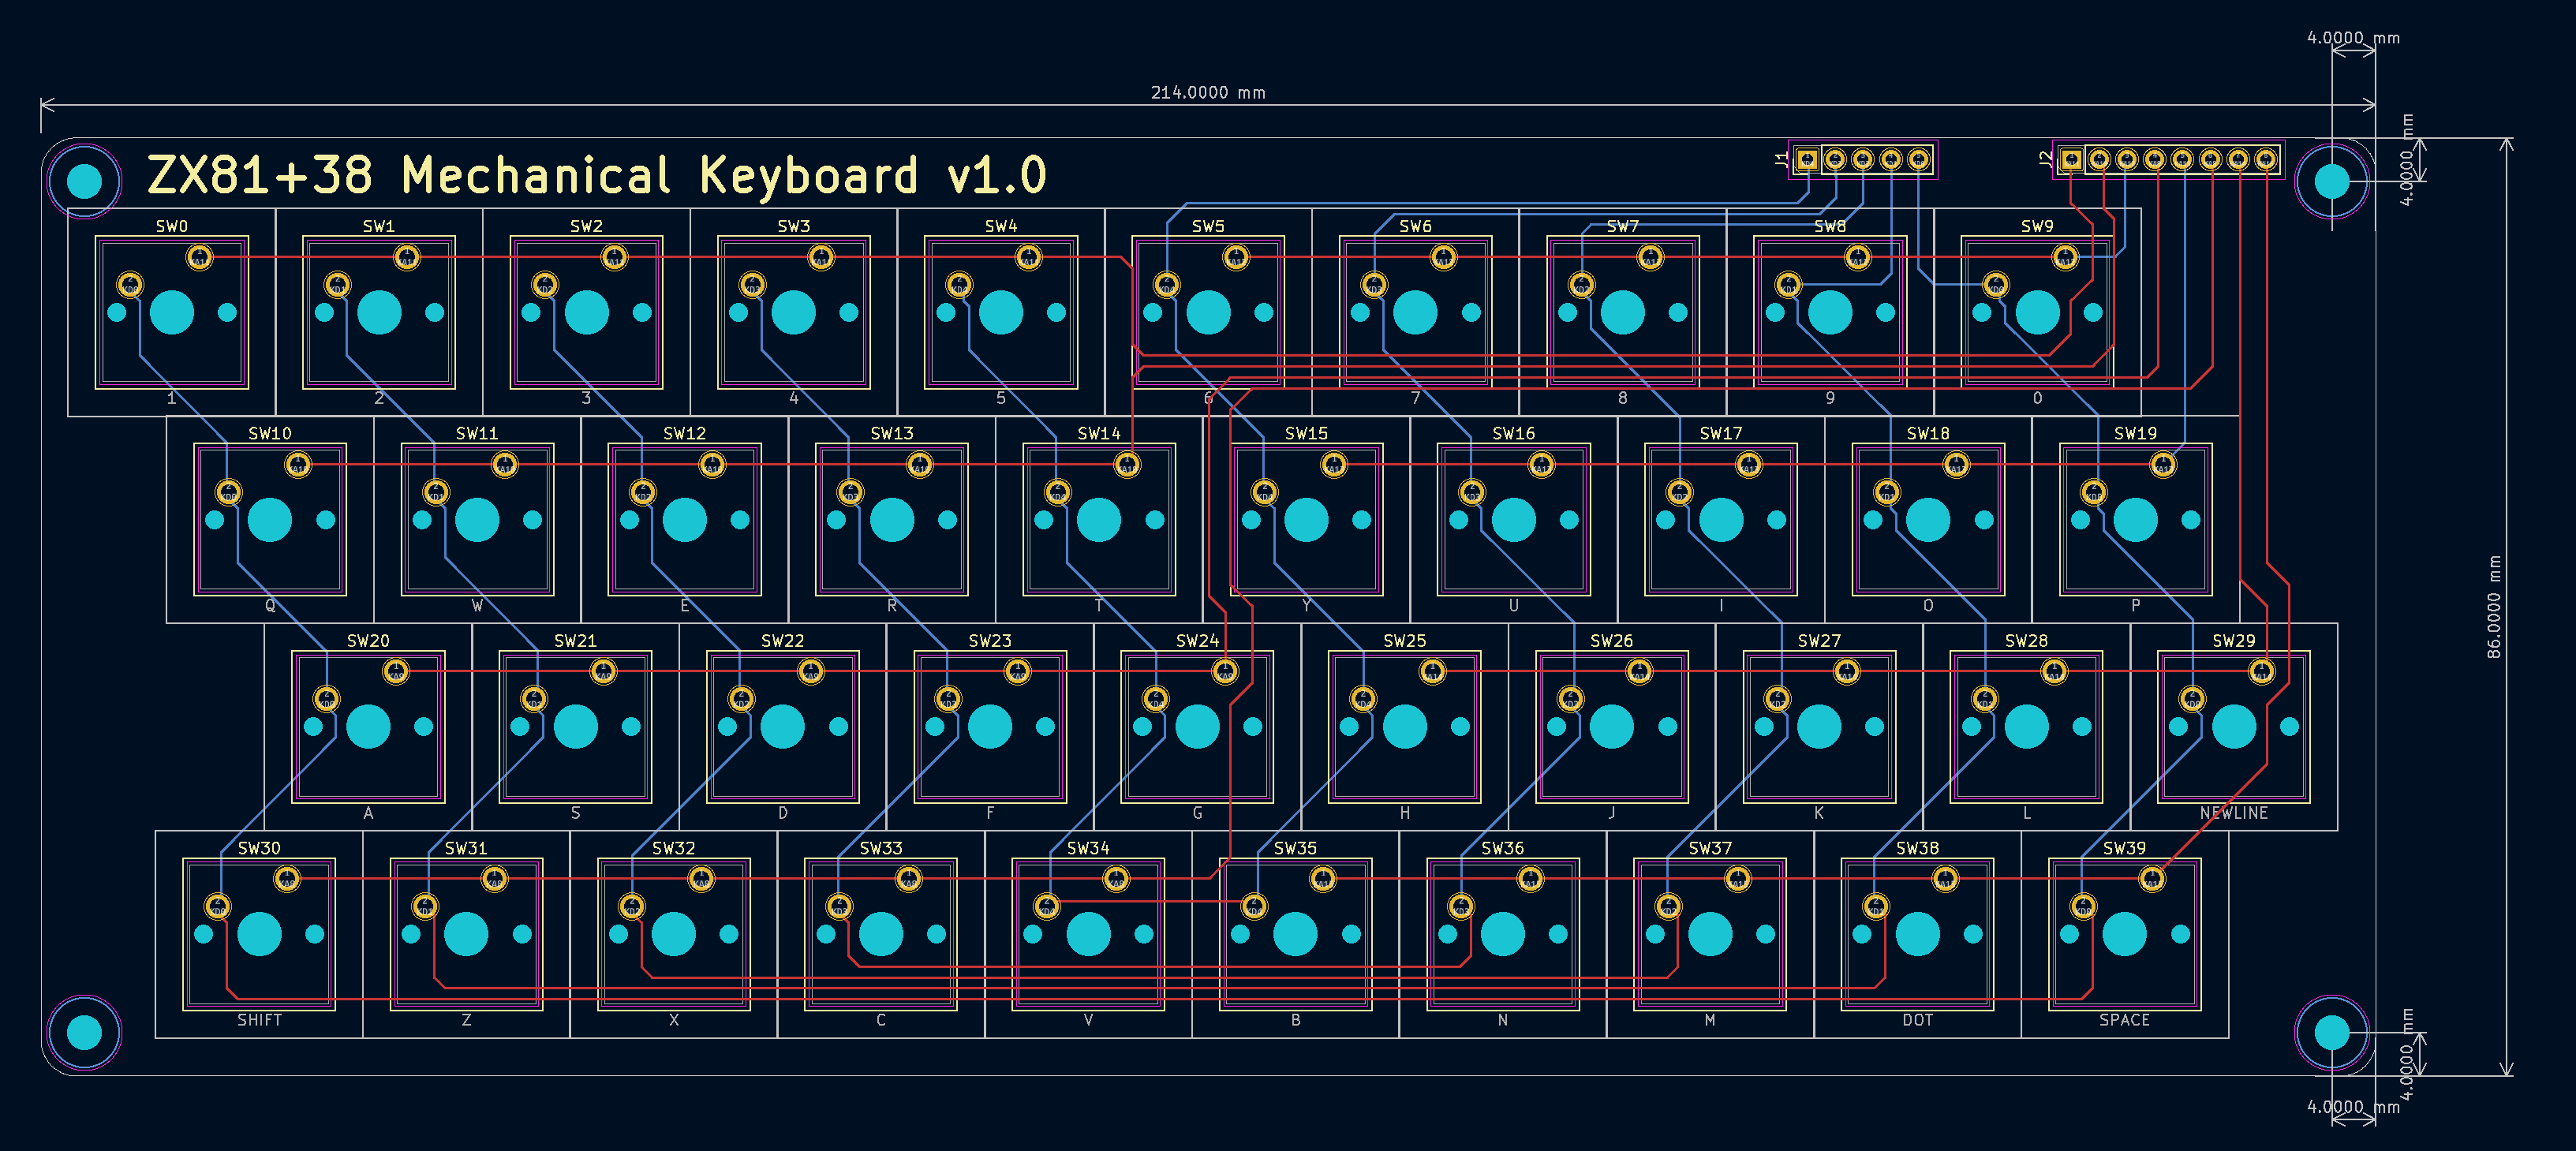 4.0000 mm
214.0000 mm
4.0000 mm
ZX81+38 Mechanical Keyboard v1.0
J1
J2
SW0 SW1 SW2 SW3 SW4 SW5 SW6 SW7 SW8 SW9
1 2 3 4 5 6 7 8 9 0
SW10 SW11 SW12 SW13 SW14 SW15 SW16 SW17 SW18 SW19
Q W E R T Y U I O P
86.0000 mm
SW20 SW21 SW22 SW23 SW24 SW25 SW26 SW27 SW28 SW29
A S D F G H J K L NEWLINE
SW30 SW31 SW32 SW33 SW34 SW35 SW36 SW37 SW38 SW39
SHIFT Z X C V B N M DOT SPACE
4.0000 mm
4.0000 mm